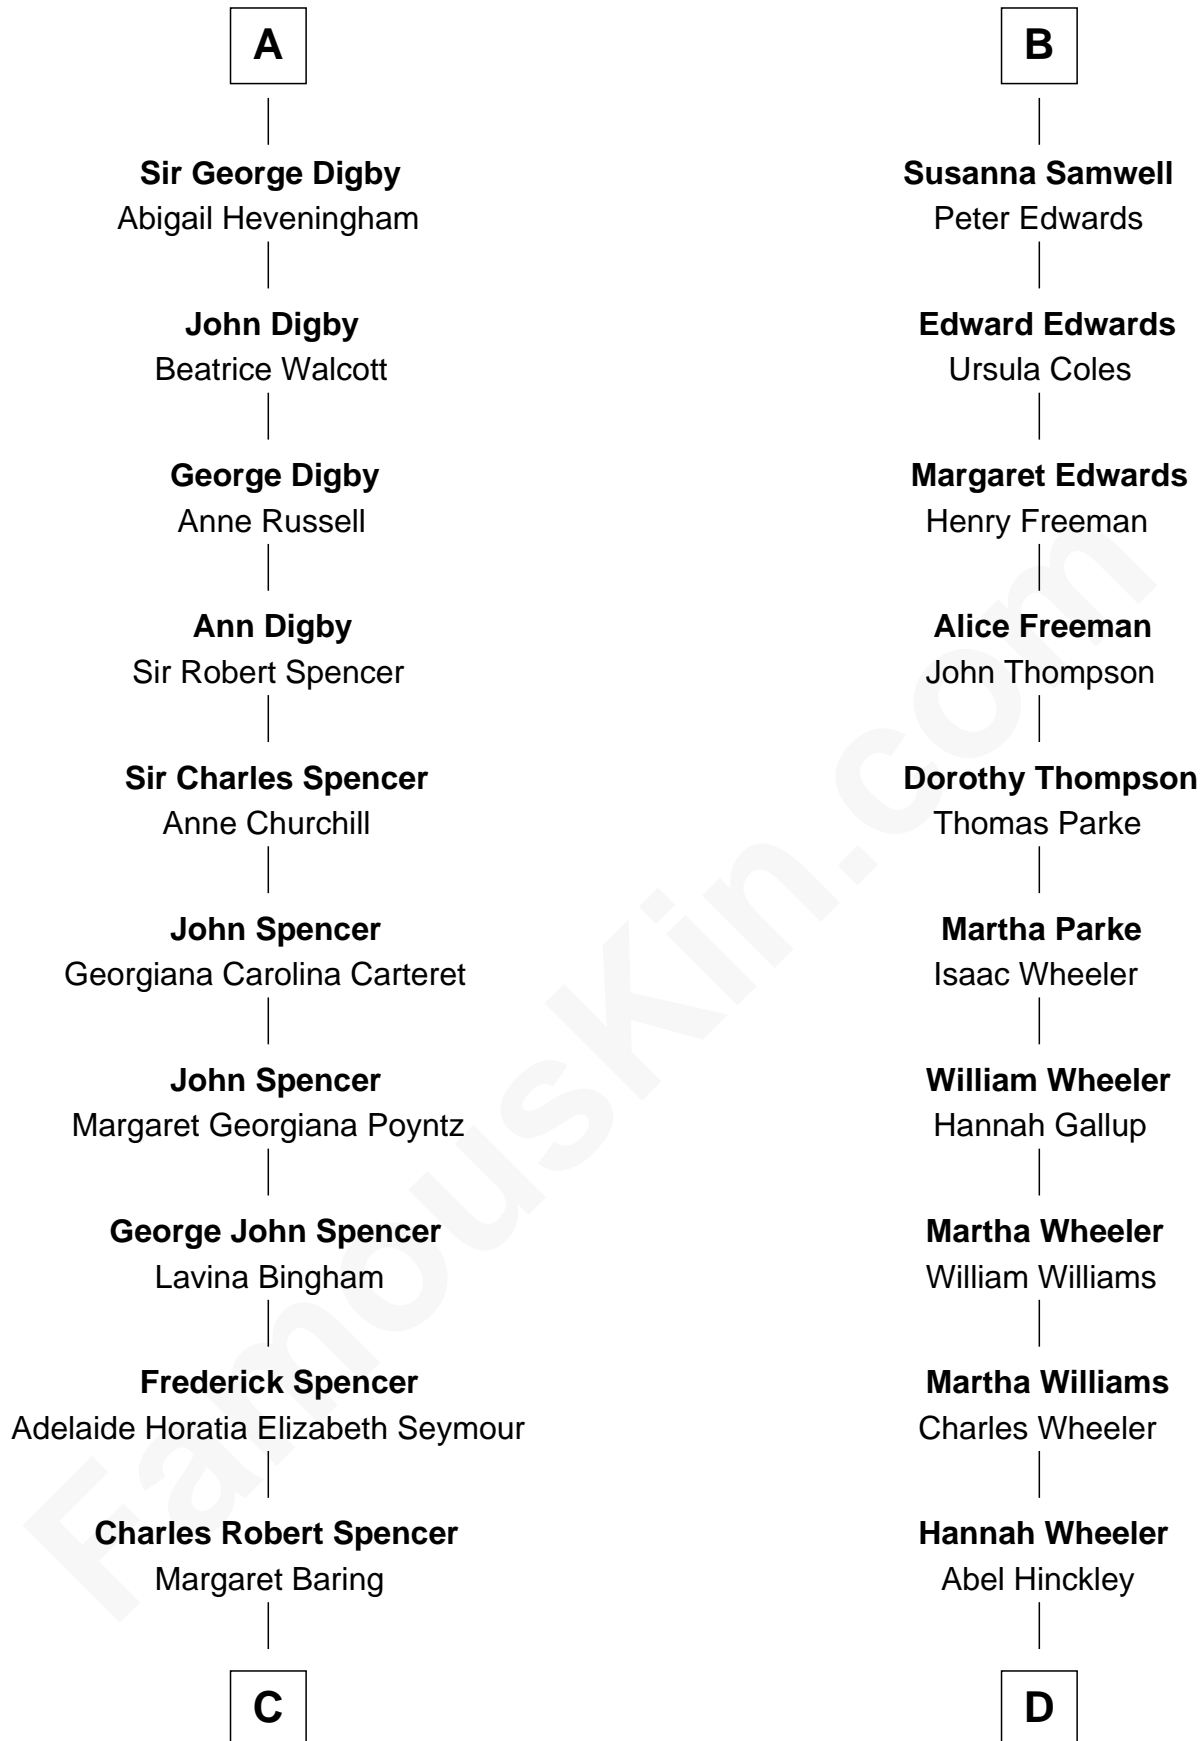 A
Sir George Digby
Abigail Heveningham
John Digby
Beatrice Walcott
George Digby
Anne Russell
Ann Digby
Sir Robert Spencer
Sir Charles Spencer
Anne Churchill
John Spencer
Georgiana Carolina Carteret
John Spencer
Margaret Georgiana Poyntz
George John Spencer
Lavina Bingham
Frederick Spencer
Adelaide Horatia Elizabeth Seymour
Charles Robert Spencer
Margaret Baring
C
B
Susanna Samwell
Peter Edwards
Edward Edwards
Ursula Coles
Margaret Edwards
Henry Freeman
Alice Freeman
John Thompson
Dorothy Thompson
Thomas Parke
Martha Parke
Isaac Wheeler
William Wheeler
Hannah Gallup
Martha Wheeler
William Williams
Martha Williams
Charles Wheeler
Hannah Wheeler
Abel Hinckley
D
FamousKin.com